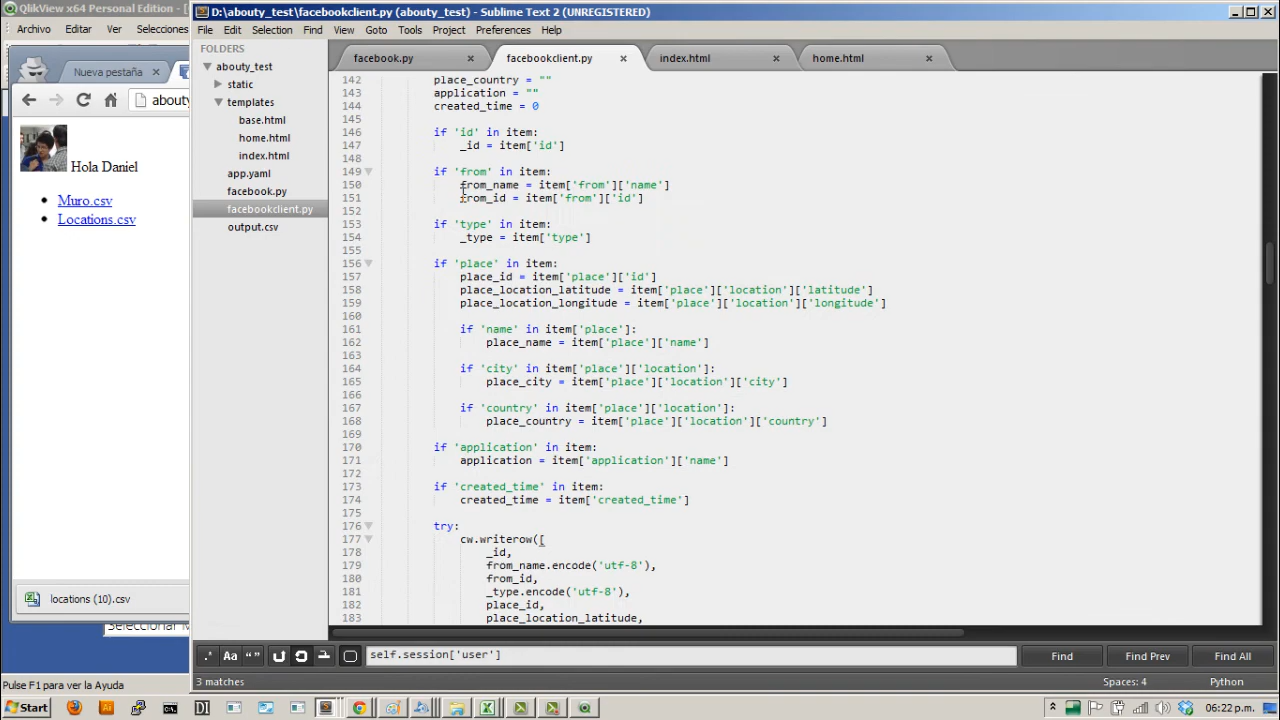 QlikView x64 Personal Edition - [
D:\abouty_test\facebookclient.py (abouty_test) - Sublime Text 2 (UNREGISTERED)
Archivo Editar Ver Selecciones
File Edit Selection Find View Goto Tools Project Preferences Help
FOLDERS
abouty_test
static
templates
base.html
home.html
index.html
app.yaml
facebook.py
facebookclient.py
output.csv
Nueva pestaña
abouty
Hola Daniel
Muro.csv
Locations.csv
locations (10).csv
Seleccionar M
Pulse F1 para ver la Ayuda
facebook.py facebookclient.py index.html home.html
142 place_country = ""
143 application = ""
144 created_time = 0
145
146 if 'id' in item:
147 _id = item['id']
148
149 if 'from' in item:
150 from_name = item['from']['name']
151 from_id = item['from']['id']
152
153 if 'type' in item:
154 _type = item['type']
155
156 if 'place' in item:
157 place_id = item['place']['id']
158 place_location_latitude = item['place']['location']['latitude']
159 place_location_longitude = item['place']['location']['longitude']
160
161 if 'name' in item['place']:
162 place_name = item['place']['name']
163
164 if 'city' in item['place']['location']:
165 place_city = item['place']['location']['city']
166
167 if 'country' in item['place']['location']:
168 place_country = item['place']['location']['country']
169
170 if 'application' in item:
171 application = item['application']['name']
172
173 if 'created_time' in item:
174 created_time = item['created_time']
175
176 try:
177 cw.writerow([
178 _id,
179 from_name.encode('utf-8'),
180 from_id,
181 _type.encode('utf-8'),
182 place_id,
183 place_location_latitude,
.* Aa “” self.session['user'] Find Find Prev Find All
3 matches Spaces: 4 Python
Start DI 06:22 p.m.